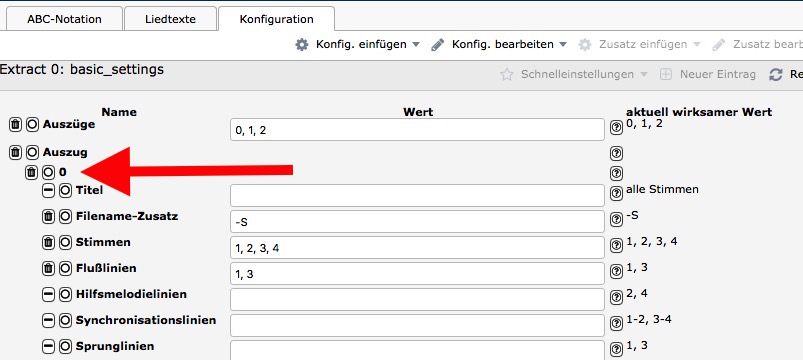 ABC-Notation Liedtexte Konfiguration
Konfig. einfügen Konfig. bearbeiten Zusatz einfügen Zusatz bearb
Extract 0: basic_settings Schnelleinstellungen Neuer Eintrag Re
Name Wert aktuell wirksamer Wert
Auszüge 0, 1, 2 0, 1, 2
Auszug
0
Titel alle Stimmen
Filename-Zusatz -S -S
Stimmen 1, 2, 3, 4 1, 2, 3, 4
Flußlinien 1, 3 1, 3
Hilfsmelodielinien 2, 4
Synchronisationslinien 1-2, 3-4
Sprunglinien 1, 3